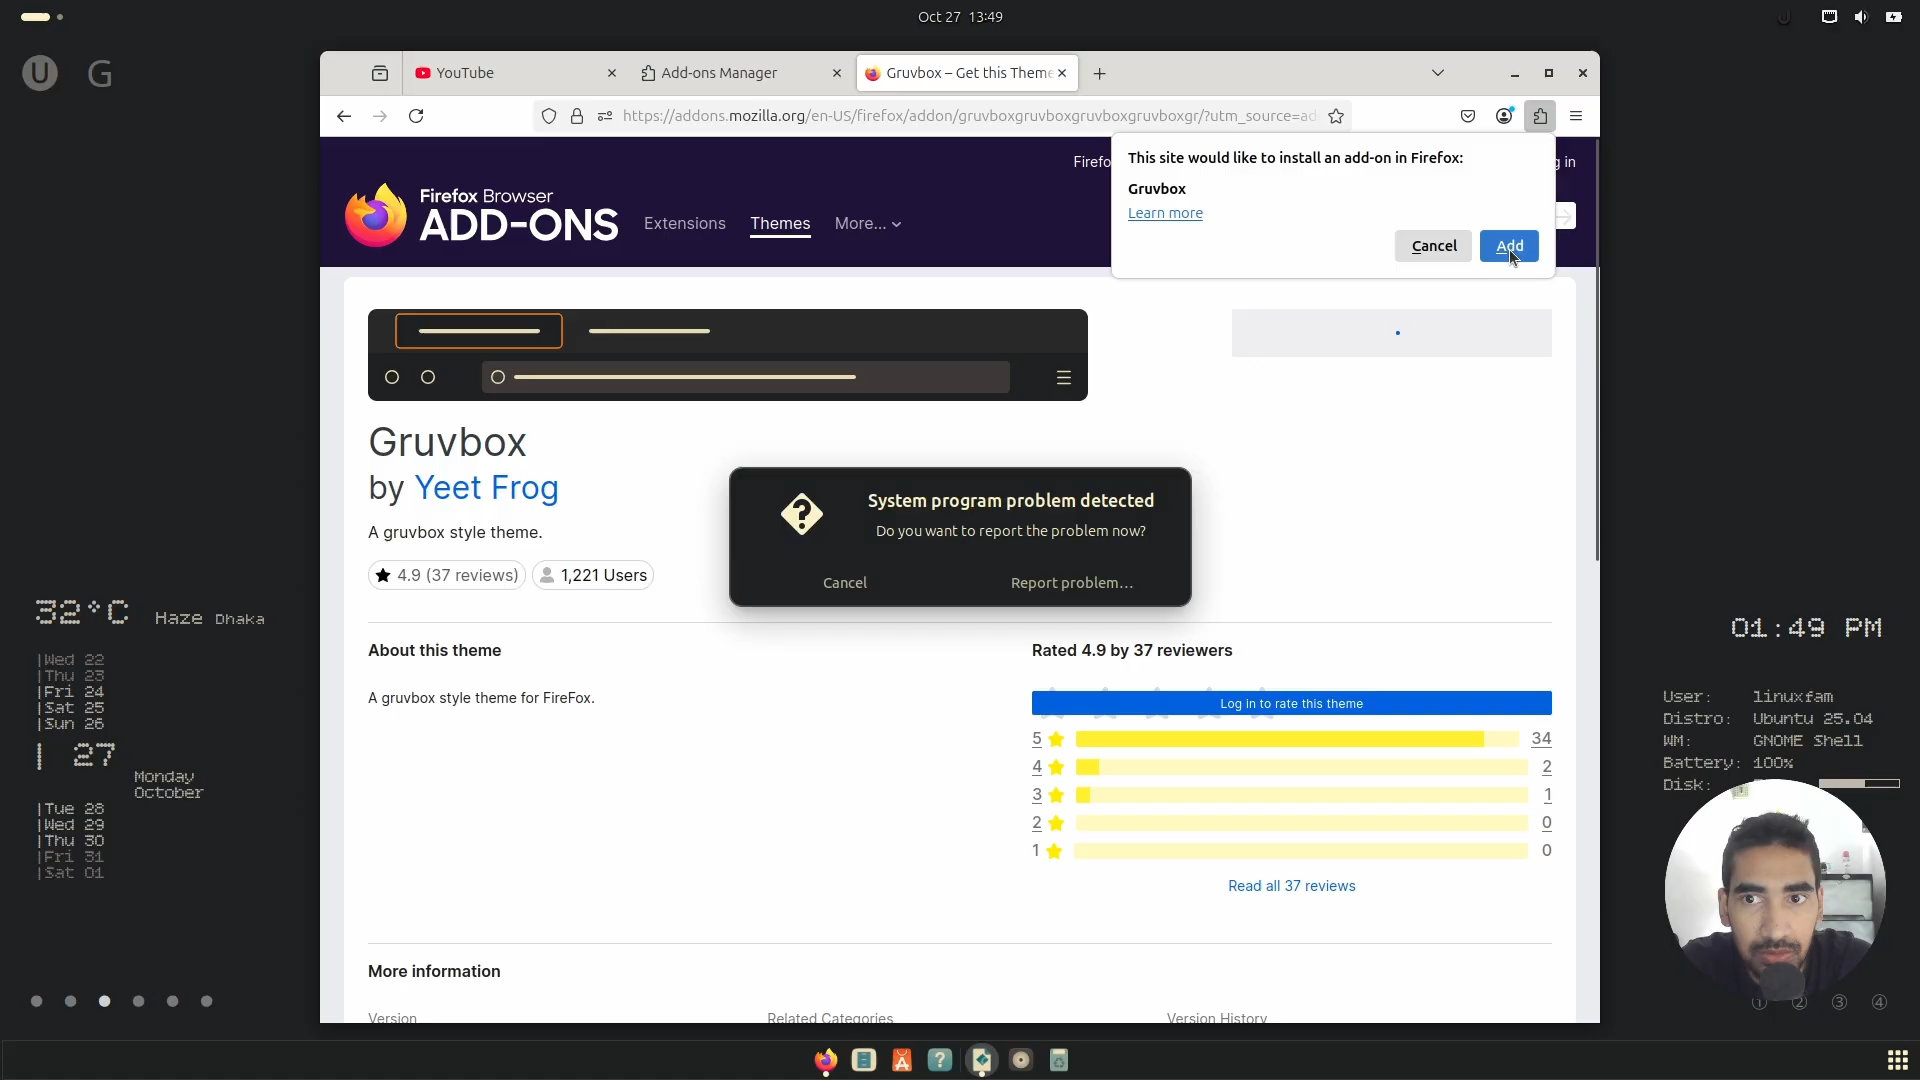 Oct 27 13:49
U G
YouTube
Add-ons Manager
Gruvbox – Get this Theme
https://addons.mozilla.org/en-US/firefox/addon/gruvboxgruvboxgruvboxgruvboxgr/?utm_source=ad
This site would like to install an add-on in Firefox:
Gruvbox
Learn more
Cancel
Add
Firefo
g in
Firefox Browser
ADD-ONS
Extensions
Themes
More...
Gruvbox
by Yeet Frog
A gruvbox style theme.
4.9 (37 reviews)
1,221 Users
System program problem detected
Do you want to report the problem now?
Cancel
Report problem…
About this theme
A gruvbox style theme for FireFox.
Rated 4.9 by 37 reviewers
Log in to rate this theme
5 34
4 2
3 1
2 0
1 0
Read all 37 reviews
More information
Version
Related Categories
Version History
32°C Haze Dhaka
|Wed 22
|Thu 23
|Fri 24
|Sat 25
|Sun 26
| 27
Monday
October
|Tue 28
|Wed 29
|Thu 30
|Fri 31
|Sat 01
01:49 PM
User: linuxfam
Distro: Ubuntu 25.04
WM: GNOME Shell
Battery: 100%
Disk:
① ② ③ ④